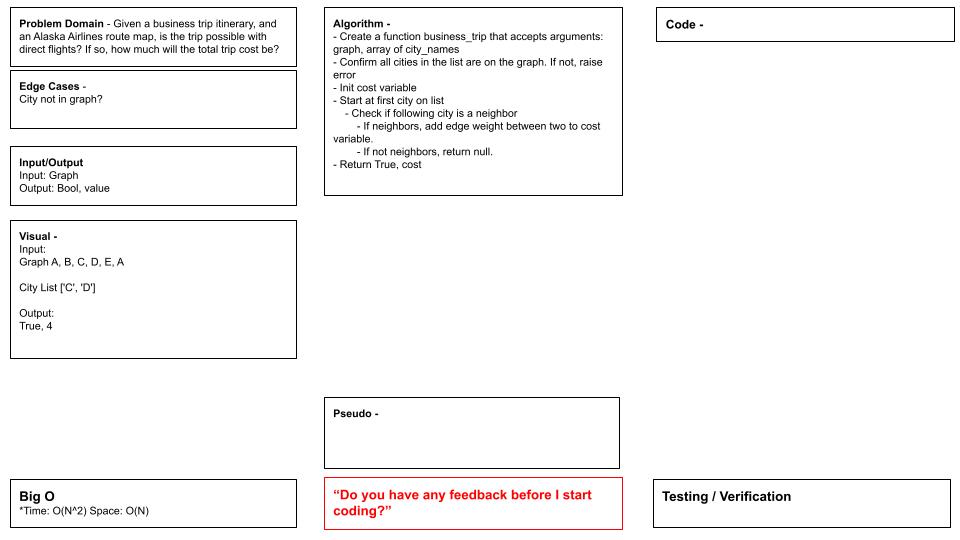 Problem Domain - Given a business trip itinerary, and
an Alaska Airlines route map, is the trip possible with
direct flights? If so, how much will the total trip cost be?
Edge Cases -
City not in graph?
Input/Output
Input: Graph
Output: Bool, value
Visual -
Input:
Graph A, B, C, D, E, A
City List ['C', 'D']
Output:
True, 4
Big O
*Time: O(N^2) Space: O(N)
Algorithm -
- Create a function business_trip that accepts arguments:
graph, array of city_names
- Confirm all cities in the list are on the graph. If not, raise
error
- Init cost variable
- Start at first city on list
- Check if following city is a neighbor
- If neighbors, add edge weight between two to cost
variable.
- If not neighbors, return null.
- Return True, cost
Pseudo -
“Do you have any feedback before I start
coding?”
Code -
Testing / Verification